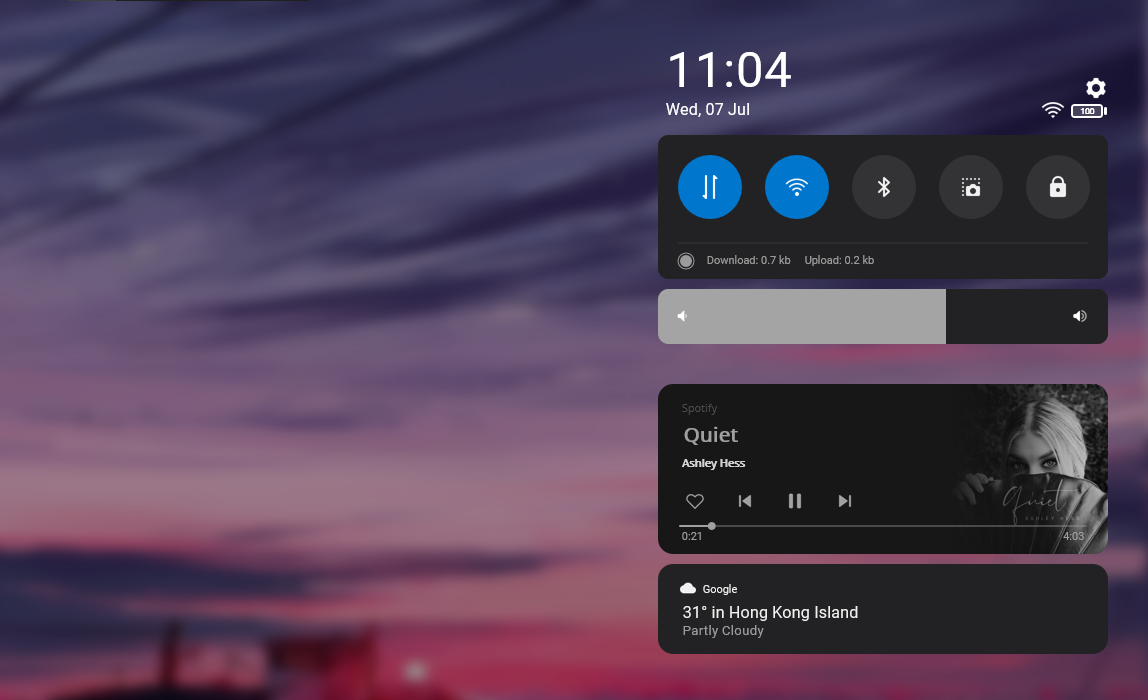 11:04
Wed, 07 Jul
100
Download: 0.7 kb Upload: 0.2 kb
Spotify
Quiet
Ashley Hess
quiet
ASHLEY HESS
0:21 4:03
Google
31° in Hong Kong Island
Partly Cloudy